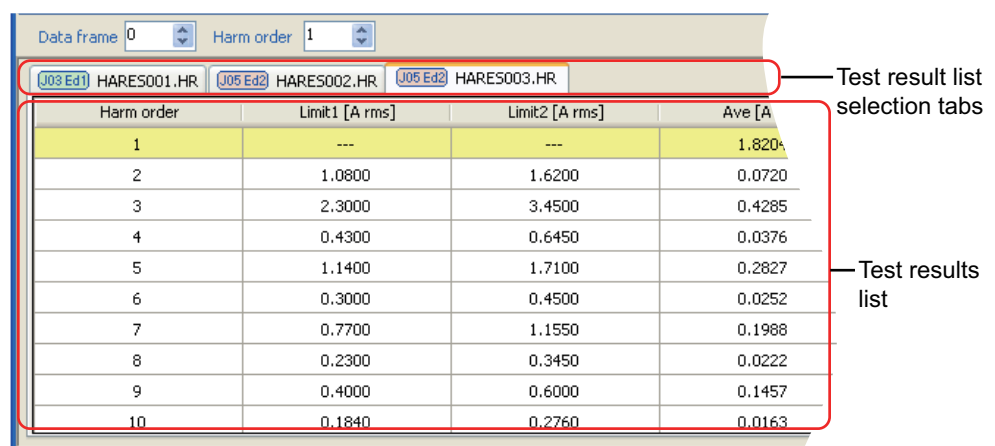 Data frame 0 Harm order 1
J03 Ed1 HARES001.HR J05 Ed2 HARES002.HR J05 Ed2 HARES003.HR
Test result list
selection tabs
Harm order Limit1 [A rms] Limit2 [A rms] Ave [A
1 --- --- 1.820
2 1.0800 1.6200 0.0720
3 2.3000 3.4500 0.4285
4 0.4300 0.6450 0.0376
5 1.1400 1.7100 0.2827
6 0.3000 0.4500 0.0252
7 0.7700 1.1550 0.1988
8 0.2300 0.3450 0.0222
9 0.4000 0.6000 0.1457
10 0.1840 0.2760 0.0163
Test results
list